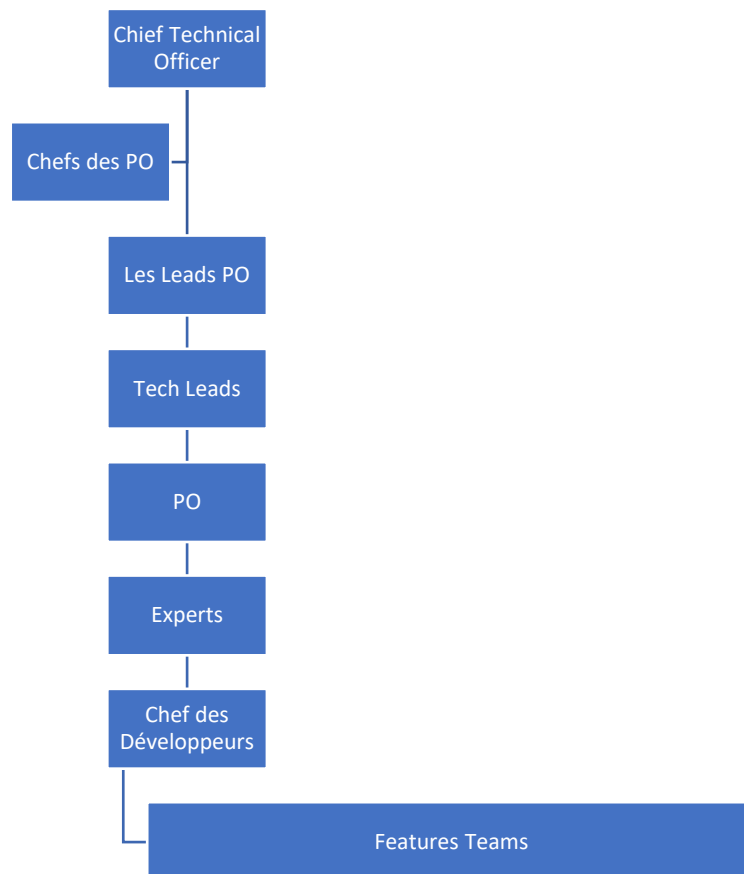 Chief Technical
Officer
Chefs des PO
Les Leads PO
Tech Leads
PO
Experts
Chef des
Développeurs
Features Teams